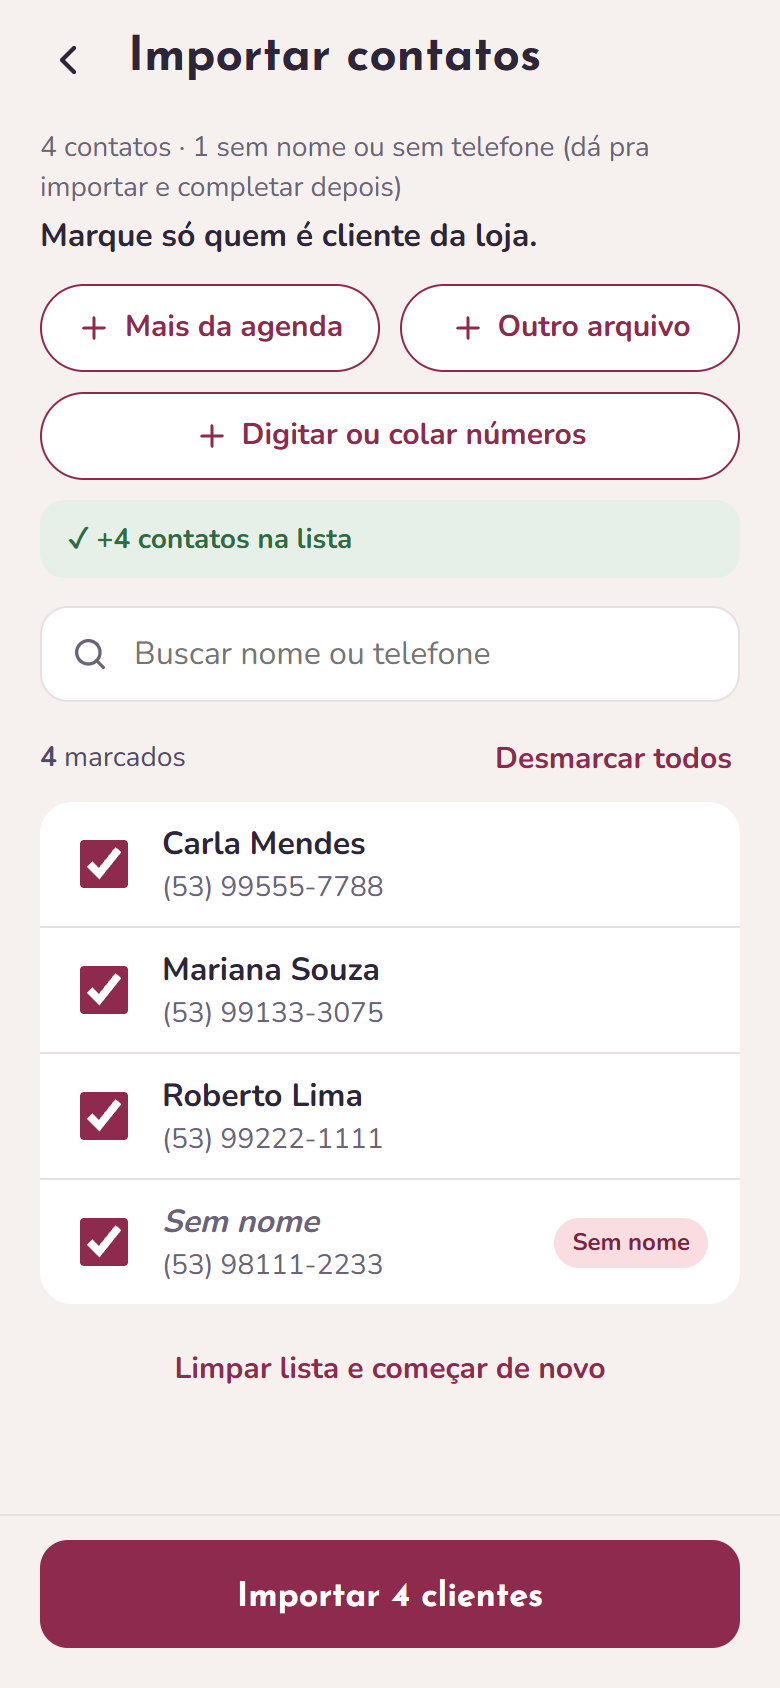 Importar contatos
4 contatos · 1 sem nome ou sem telefone (dá pra
importar e completar depois)
Marque só quem é cliente da loja.
+ Mais da agenda
+ Outro arquivo
+ Digitar ou colar números
✓ +4 contatos na lista
Buscar nome ou telefone
4 marcados
Desmarcar todos
Carla Mendes
(53) 99555-7788
Mariana Souza
(53) 99133-3075
Roberto Lima
(53) 99222-1111
Sem nome
(53) 98111-2233
Sem nome
Limpar lista e começar de novo
Importar 4 clientes